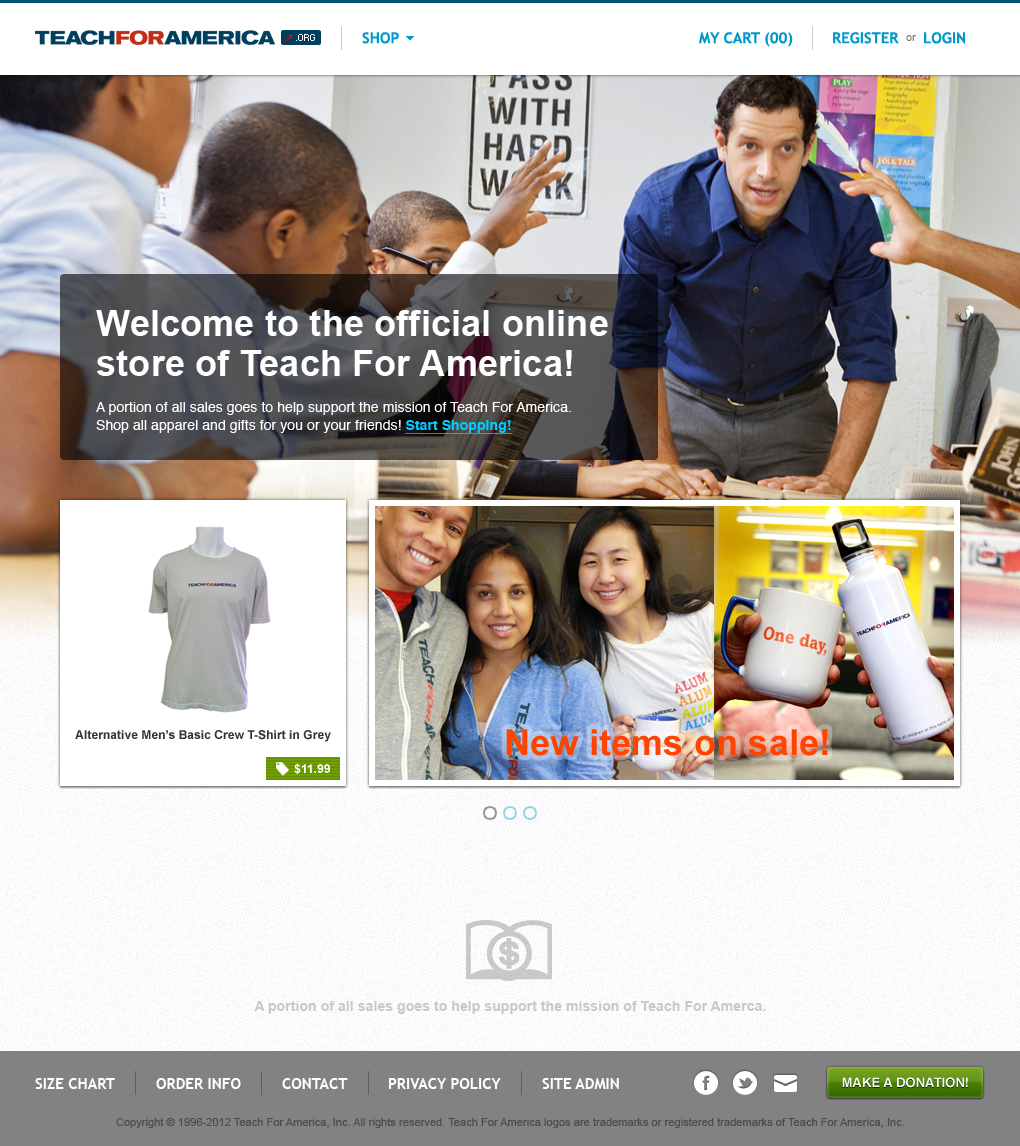 TEACHFORAMERICA .ORG
SHOP
MY CART (00)
REGISTER or LOGIN
PASS
WITH
HARD
WORK
PLAY
FOLK TALE
JOHN
Welcome to the official online
store of Teach For America!
A portion of all sales goes to help support the mission of Teach For America.
Shop all apparel and gifts for you or your friends! Start Shopping!
TEACHFORAMERICA
Alternative Men's Basic Crew T-Shirt in Grey
$11.99
TEACHFORAMERICA
ALUM
ALUM
ALUM
ALU
One day,
TEACHFORAMERICA
New items on sale!
$
A portion of all sales goes to help support the mission of Teach For Amerca.
SIZE CHART
ORDER INFO
CONTACT
PRIVACY POLICY
SITE ADMIN
MAKE A DONATION!
Copyright © 1996-2012 Teach For America, Inc. All rights reserved. Teach For America logos are trademarks or registered trademarks of Teach For America, Inc.